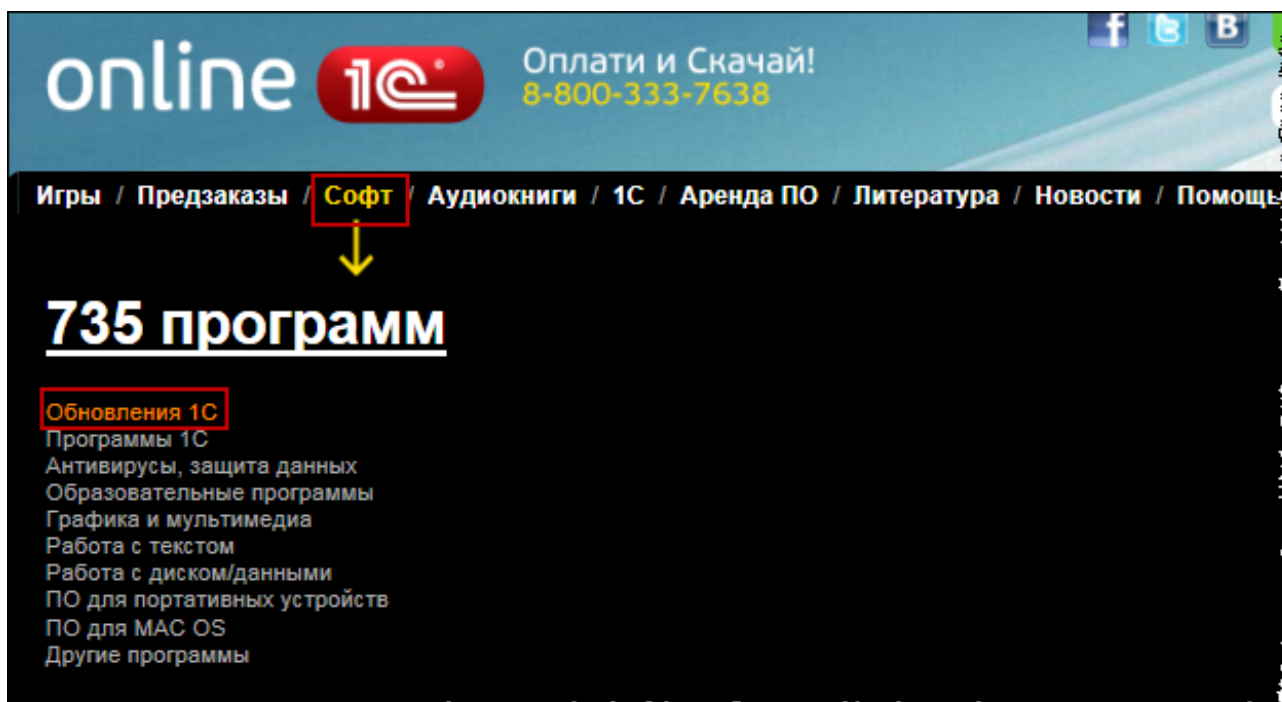 online 1С
Оплати и Скачай!
8-800-333-7638
Игры / Предзаказы / Софт / Аудиокниги / 1С / Аренда ПО / Литература / Новости / Помощь
735 программ
Обновления 1С
Программы 1С
Антивирусы, защита данных
Образовательные программы
Графика и мультимедиа
Работа с текстом
Работа с диском/данными
ПО для портативных устройств
ПО для MAC OS
Другие программы